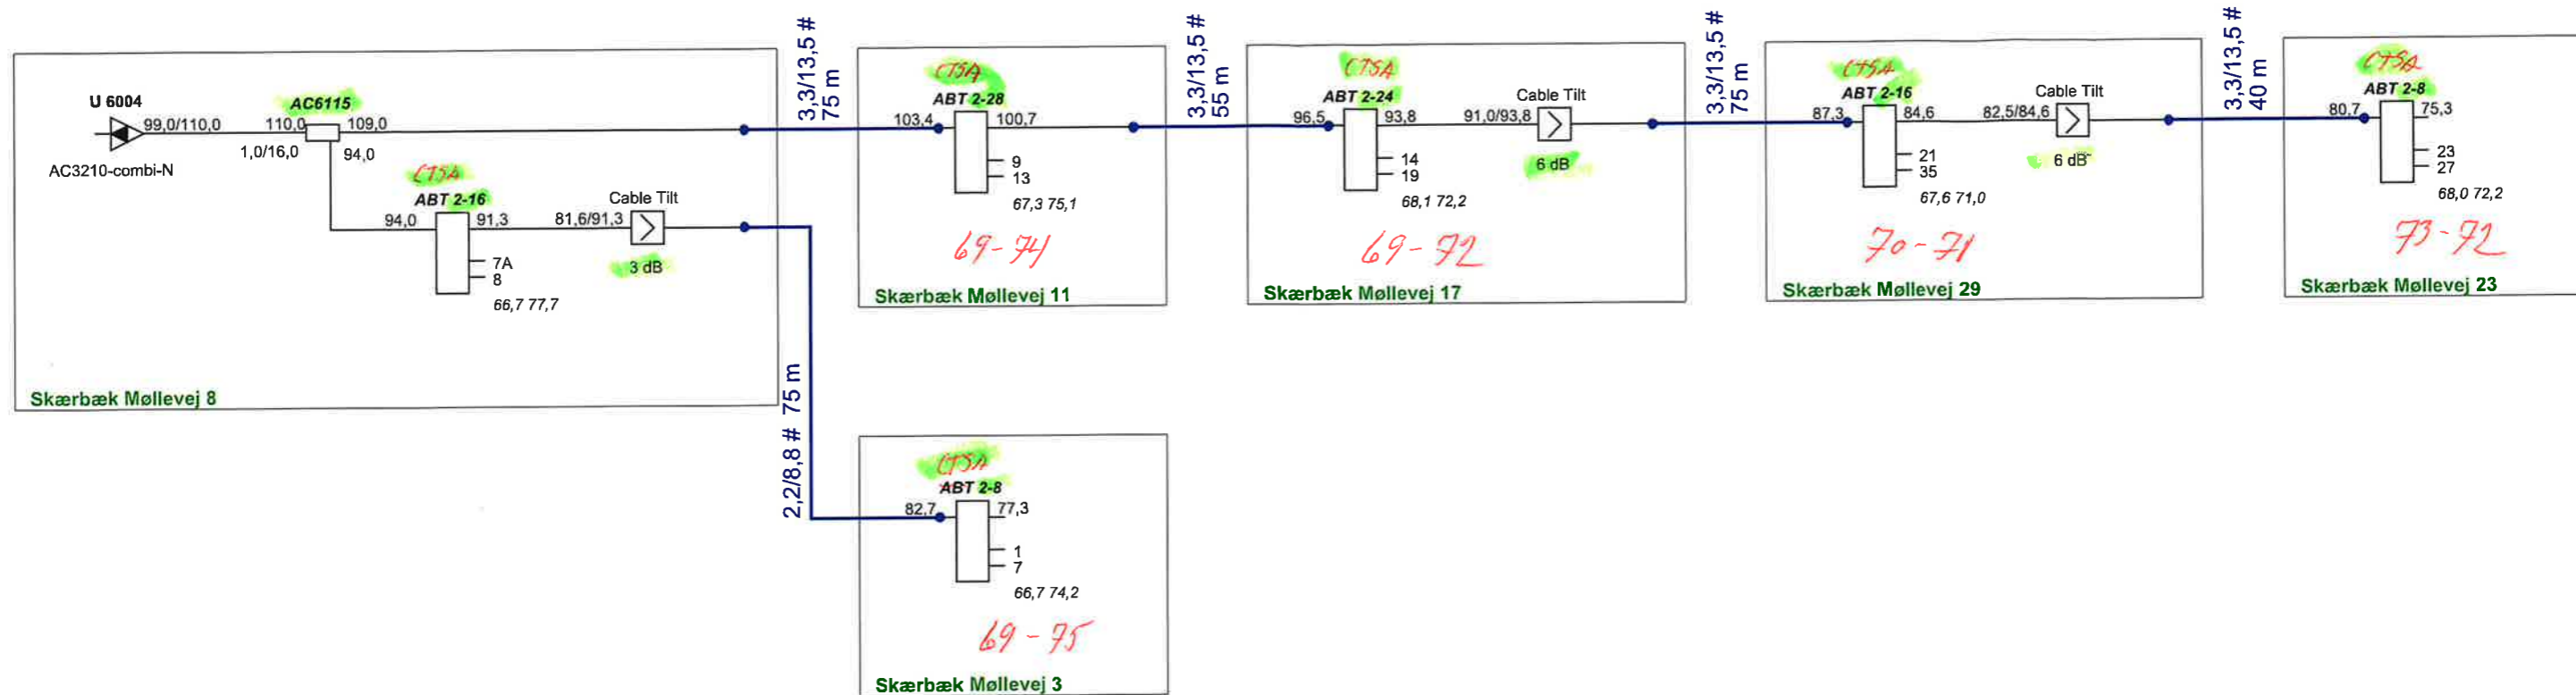 U 6004
99,0/110,0
AC3210-combi-N
AC6115
110,0
109,0
1,0/16,0
94,0
CTSA
ABT 2-16
94,0
91,3
7A
8
66,7 77,7
81,6/91,3
Cable Tilt
3 dB
Skærbæk Møllevej 8
3,3/13,5 #
75 m
CTSA
ABT 2-28
103,4
100,7
9
13
67,3 75,1
69-74
Skærbæk Møllevej 11
3,3/13,5 #
55 m
CTSA
ABT 2-24
96,5
93,8
14
19
68,1 72,2
91,0/93,8
Cable Tilt
6 dB
69-72
Skærbæk Møllevej 17
3,3/13,5 #
75 m
CTSA
ABT 2-16
87,3
84,6
21
35
67,6 71,0
82,5/84,6
Cable Tilt
6 dB
70-71
Skærbæk Møllevej 29
3,3/13,5 #
40 m
CTSA
ABT 2-8
80,7
75,3
23
27
68,0 72,2
73-72
Skærbæk Møllevej 23
2,2/8,8 # 75 m
CTSA
ABT 2-8
82,7
77,3
1
7
66,7 74,2
69-75
Skærbæk Møllevej 3